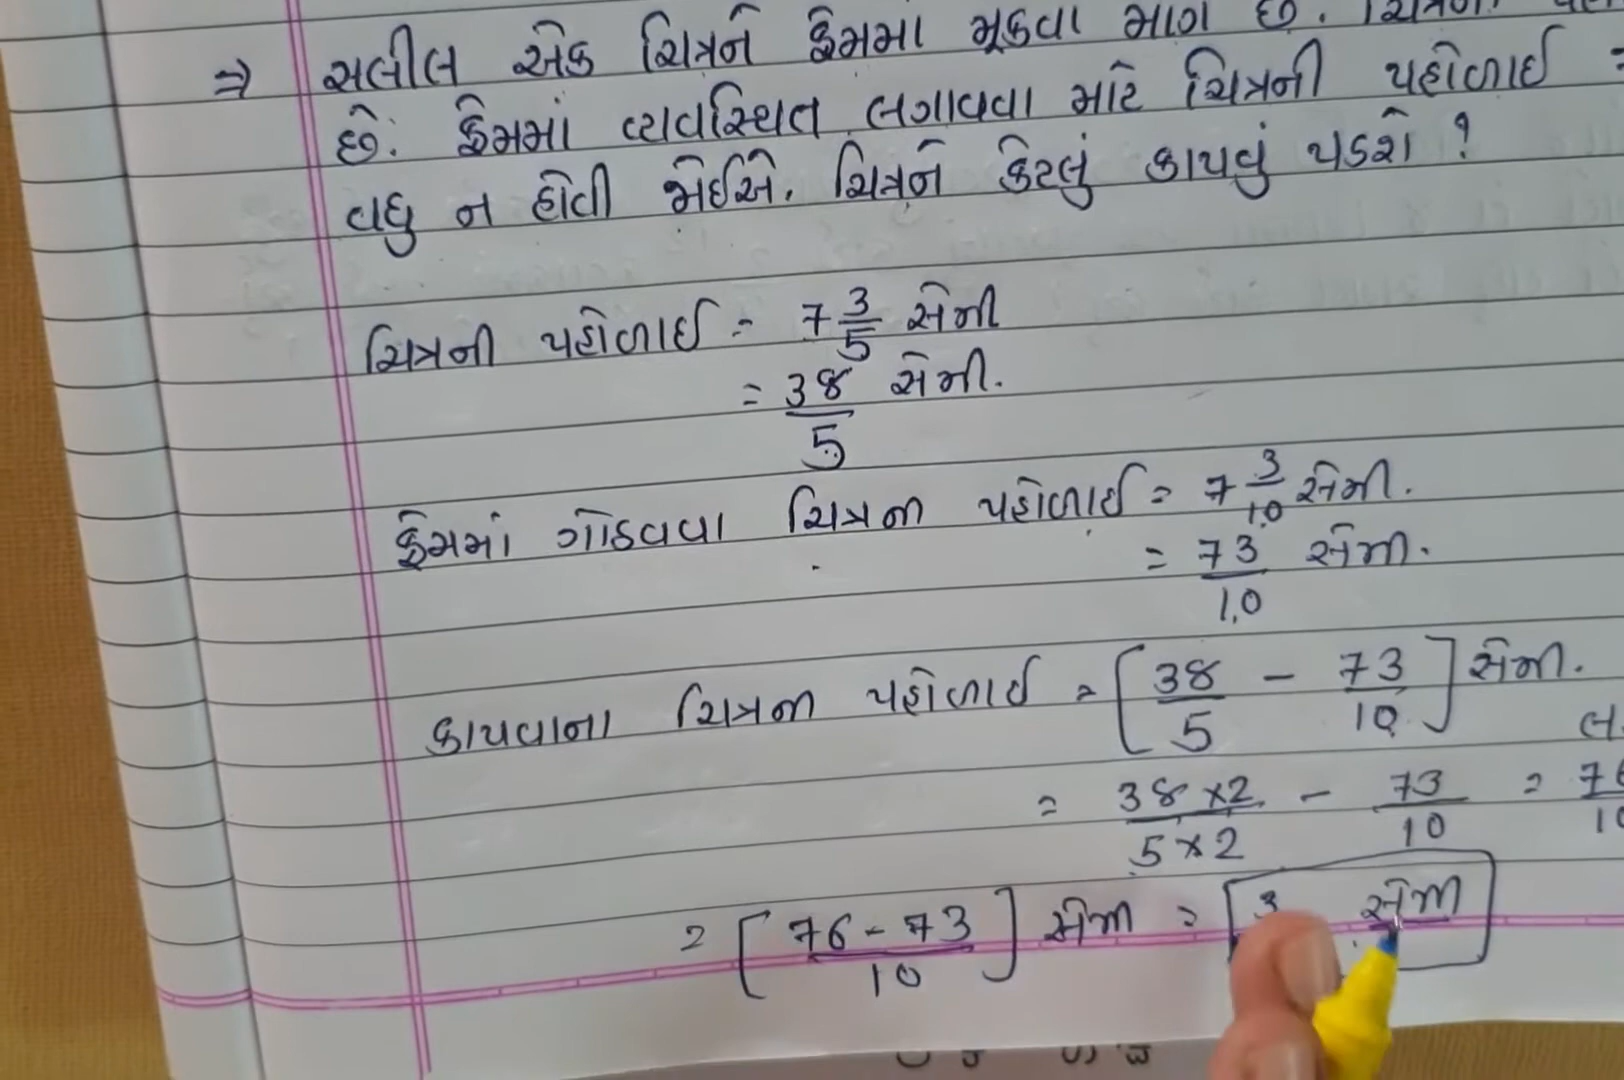 ⇒ સલીલ એક ચિત્રને ફ્રેમમા મૂકવા માગે છે.
છે. ફ્રેમમાં વ્યવસ્થિત લગાવવા માટે ચિત્રની પહોળાઈ
વધુ ન હોવી જોઈએ. ચિત્રને કેટલું કાપવું પડશે ?
ચિત્રની પહોળાઈ = 7 3/5 સેમી
= 38/5 સેમી.
ફ્રેમમાં ગોઠવવા ચિત્રની પહોળાઈ = 7 3/10 સેમી.
= 73/10 સેમી.
કાપવાના ચિત્રની પહોળાઈ = [38/5 - 73/10] સેમી.
= 38×2/5×2 - 73/10 =
= [76-73/10] સેમી = 3 સેમી